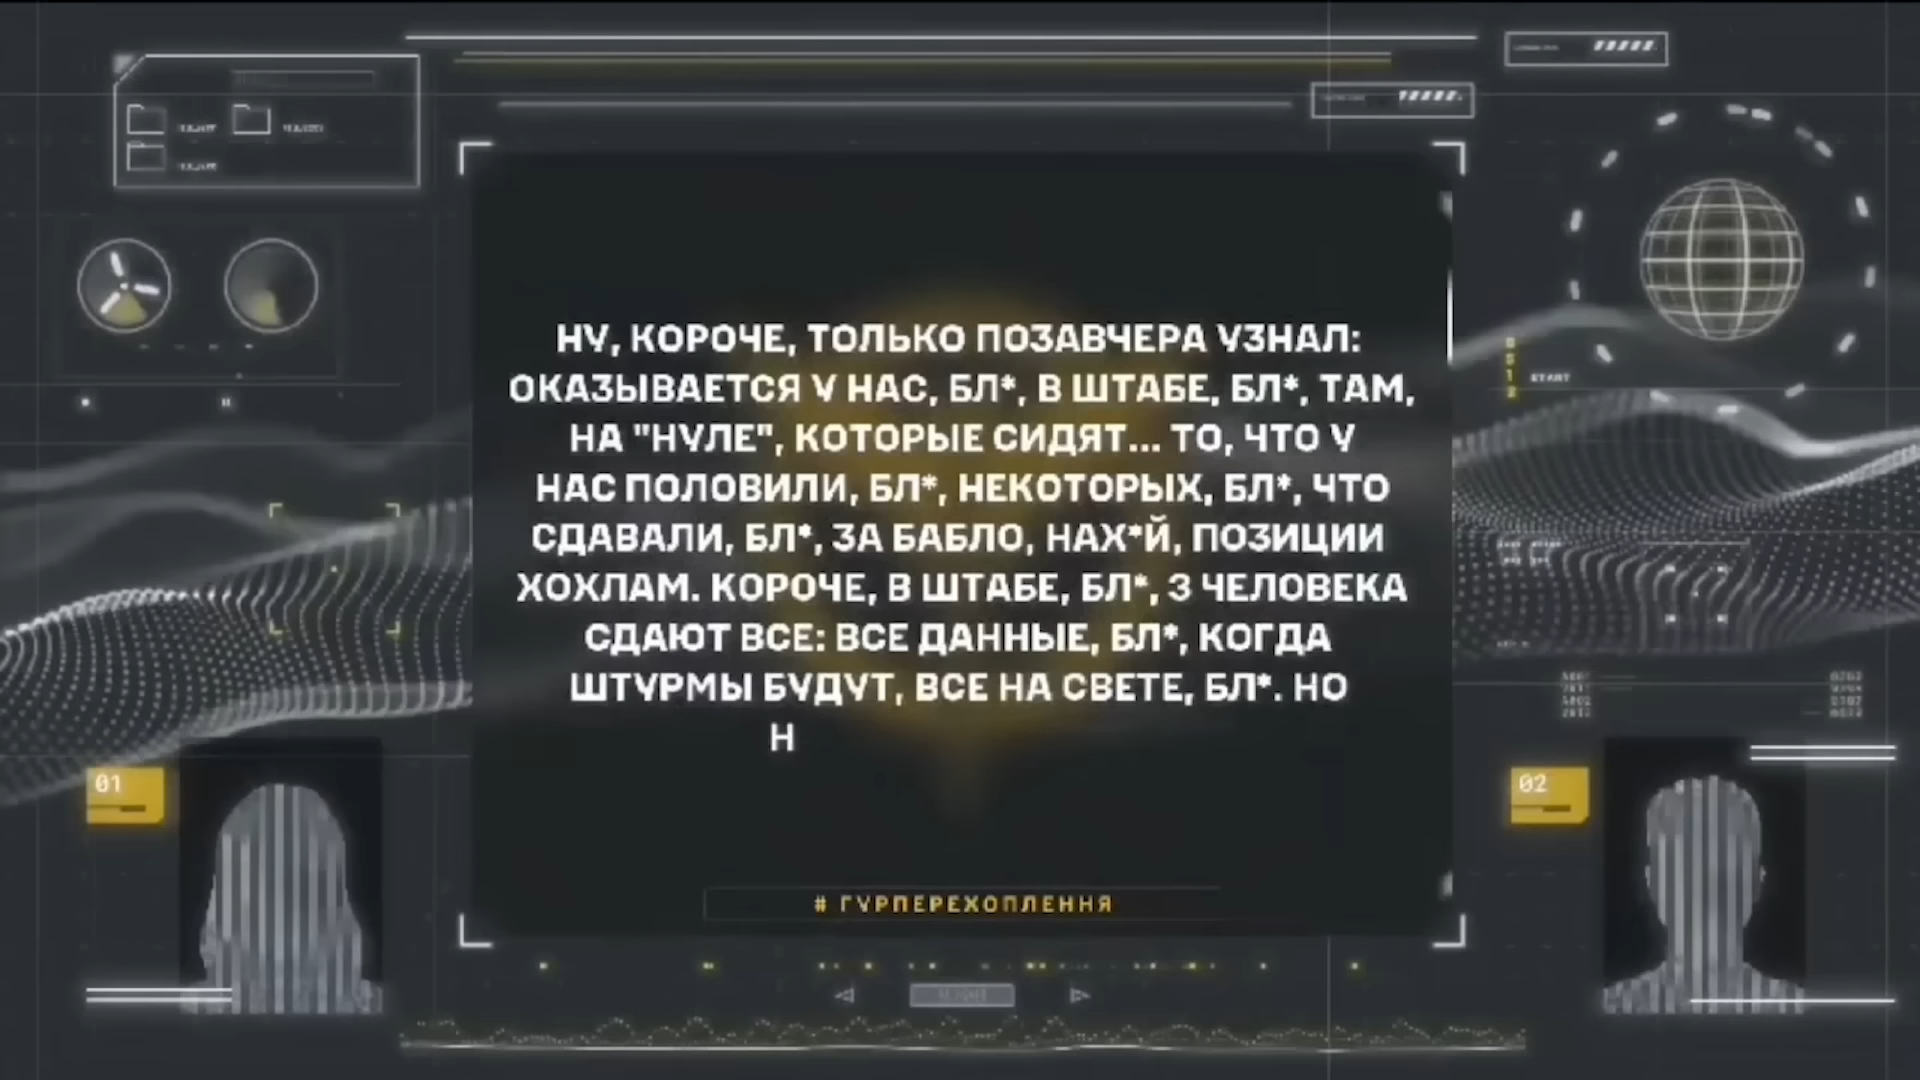 НУ, КОРОЧЕ, ТОЛЬКО ПОЗАВЧЕРА УЗНАЛ:
ОКАЗЫВАЕТСЯ У НАС, БЛ*, В ШТАБЕ, БЛ*, ТАМ,
НА "НУЛЕ", КОТОРЫЕ СИДЯТ... ТО, ЧТО У
НАС ПОЛОВИЛИ, БЛ*, НЕКОТОРЫХ, БЛ*, ЧТО
СДАВАЛИ, БЛ*, ЗА БАБЛО, НАХ*Й, ПОЗИЦИИ
ХОХЛАМ. КОРОЧЕ, В ШТАБЕ, БЛ*, 3 ЧЕЛОВЕКА
СДАЮТ ВСЕ: ВСЕ ДАННЫЕ, БЛ*, КОГДА
ШТУРМЫ БУДУТ, ВСЕ НА СВЕТЕ, БЛ*. НО
Н
# ГУРПЕРЕХОПЛЕННЯ
START
01
02